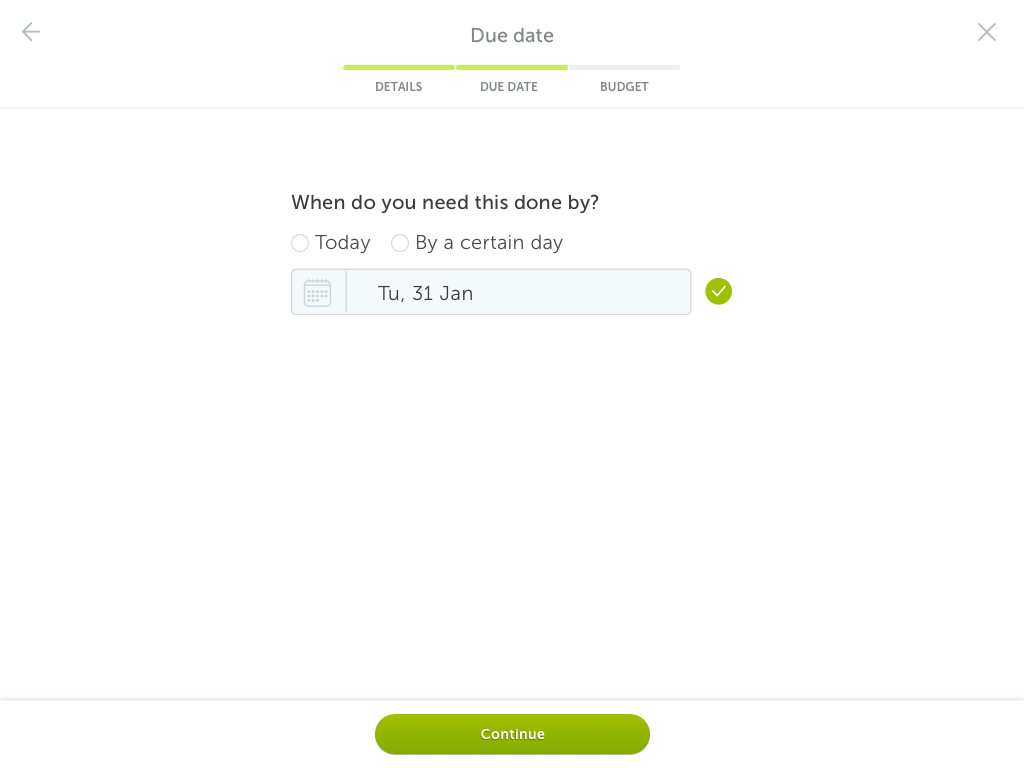 Due date
DETAILS DUE DATE BUDGET
When do you need this done by?
Today By a certain day
Tu, 31 Jan
Continue